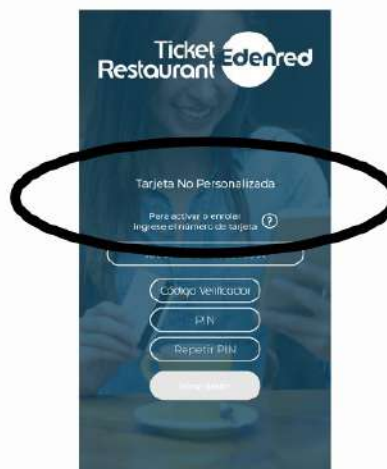 Ticket
Restaurant
Edenred
Tarjeta No Personalizada
Para activar o enrolar
Ingrese el número de tarjeta
?
Código Verificador
PIN
Repetir PIN